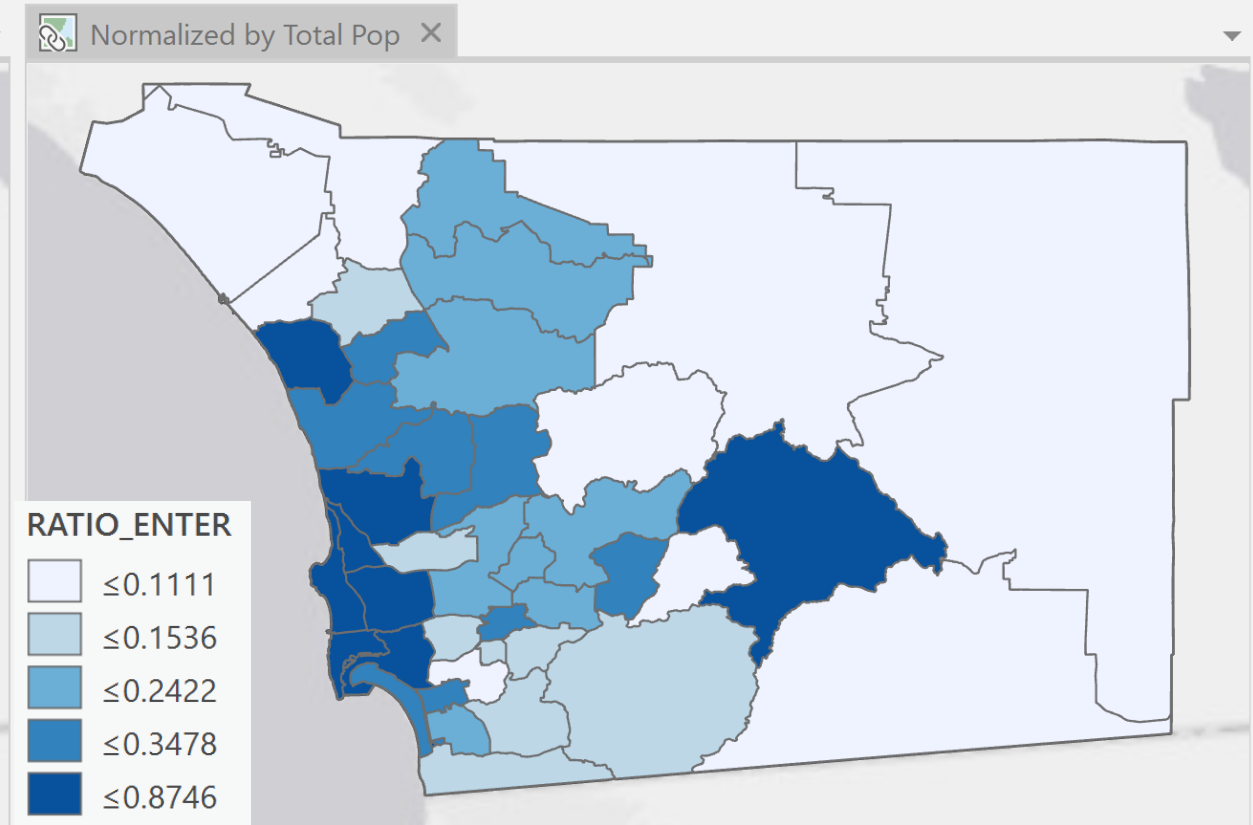 Normalized by Total Pop
RATIO_ENTER
≤0.1111
≤0.1536
≤0.2422
≤0.3478
≤0.8746